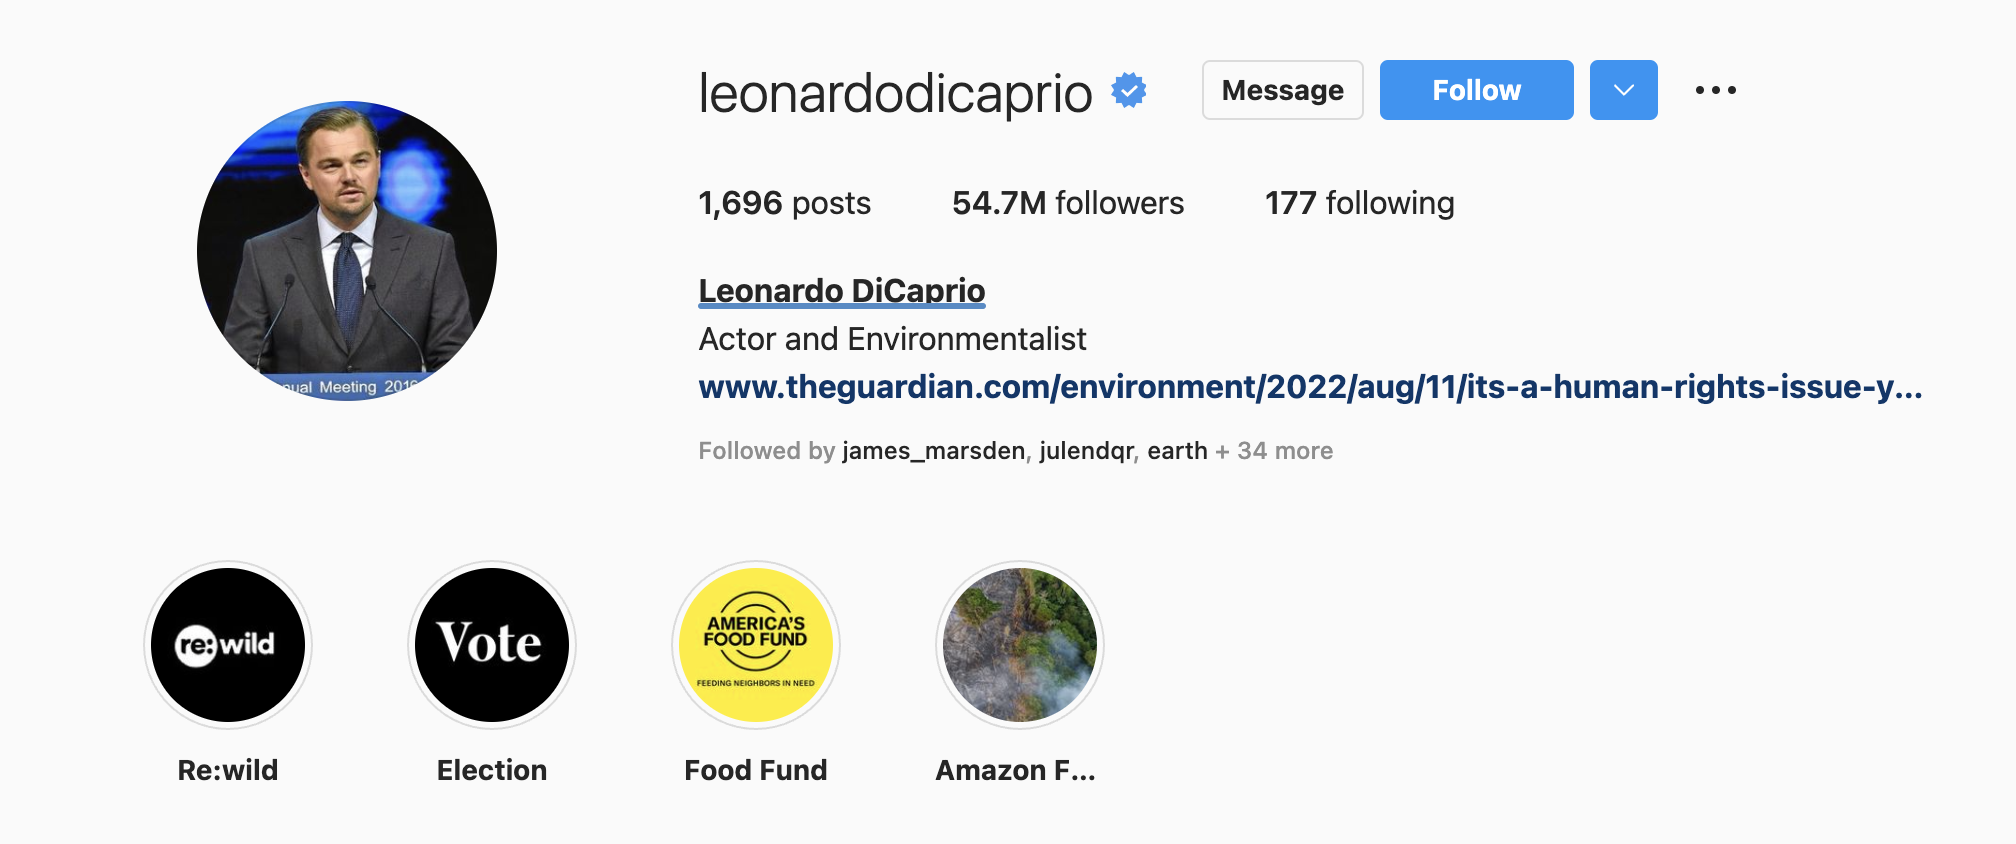 leonardodicaprio
Message
Follow
1,696 posts
54.7M followers
177 following
Leonardo DiCaprio
Actor and Environmentalist
www.theguardian.com/environment/2022/aug/11/its-a-human-rights-issue-y...
Followed by james_marsden, julendqr, earth + 34 more
nual Meeting 2016
re:wild
Vote
AMERICA'S
FOOD FUND
FEEDING NEIGHBORS IN NEED
Re:wild
Election
Food Fund
Amazon F...